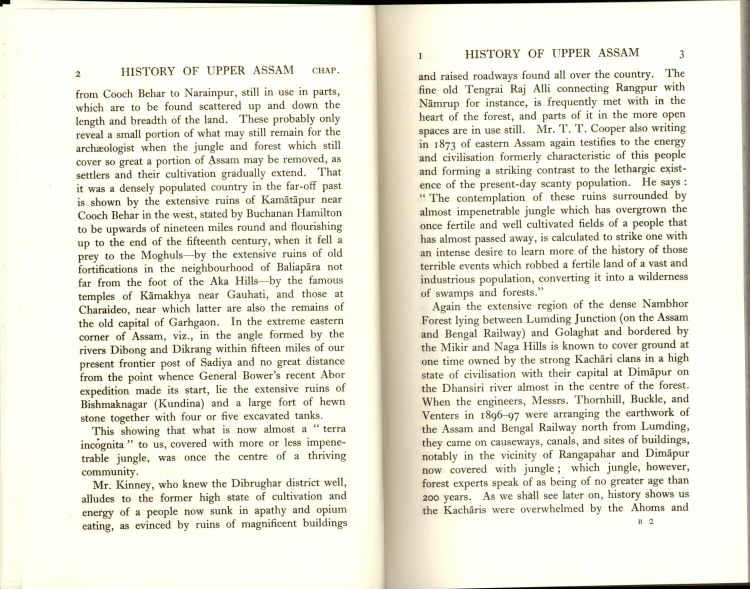 2 HISTORY OF UPPER ASSAM CHAP.
from Cooch Behar to Narainpur, still in use in parts,
which are to be found scattered up and down the
length and breadth of the land. These probably only
reveal a small portion of what may still remain for the
archæologist when the jungle and forest which still
cover so great a portion of Assam may be removed, as
settlers and their cultivation gradually extend. That
it was a densely populated country in the far-off past
is shown by the extensive ruins of Kamātāpur near
Cooch Behar in the west, stated by Buchanan Hamilton
to be upwards of nineteen miles round and flourishing
up to the end of the fifteenth century, when it fell a
prey to the Moghuls—by the extensive ruins of old
fortifications in the neighbourhood of Baliapāra not
far from the foot of the Aka Hills—by the famous
temples of Kāmakhya near Gauhati, and those at
Charaideo, near which latter are also the remains of
the old capital of Garhgaon. In the extreme eastern
corner of Assam, viz., in the angle formed by the
rivers Dibong and Dikrang within fifteen miles of our
present frontier post of Sadiya and no great distance
from the point whence General Bower's recent Abor
expedition made its start, lie the extensive ruins of
Bishmaknagar (Kundina) and a large fort of hewn
stone together with four or five excavated tanks.
This showing that what is now almost a "terra
incognita" to us, covered with more or less impene-
trable jungle, was once the centre of a thriving
community.
Mr. Kinney, who knew the Dibrughar district well,
alludes to the former high state of cultivation and
energy of a people now sunk in apathy and opium
eating, as evinced by ruins of magnificent buildings
I HISTORY OF UPPER ASSAM 3
and raised roadways found all over the country. The
fine old Tengrai Raj Alli connecting Rangpur with
Nāmrup for instance, is frequently met with in the
heart of the forest, and parts of it in the more open
spaces are in use still. Mr. T. T. Cooper also writing
in 1873 of eastern Assam again testifies to the energy
and civilisation formerly characteristic of this people
and forming a striking contrast to the lethargic exist-
ence of the present-day scanty population. He says:
"The contemplation of these ruins surrounded by
almost impenetrable jungle which has overgrown the
once fertile and well cultivated fields of a people that
has almost passed away, is calculated to strike one with
an intense desire to learn more of the history of those
terrible events which robbed a fertile land of a vast and
industrious population, converting it into a wilderness
of swamps and forests."
Again the extensive region of the dense Nambhor
Forest lying between Lumding Junction (on the Assam
and Bengal Railway) and Golaghat and bordered by
the Mikir and Naga Hills is known to cover ground at
one time owned by the strong Kachāri clans in a high
state of civilisation with their capital at Dimāpur on
the Dhansiri river almost in the centre of the forest.
When the engineers, Messrs. Thornhill, Buckle, and
Venters in 1896-97 were arranging the earthwork of
the Assam and Bengal Railway north from Lumding,
they came on causeways, canals, and sites of buildings,
notably in the vicinity of Rangapahar and Dimāpur
now covered with jungle; which jungle, however,
forest experts speak of as being of no greater age than
200 years. As we shall see later on, history shows us
the Kachāris were overwhelmed by the Ahoms and
B 2